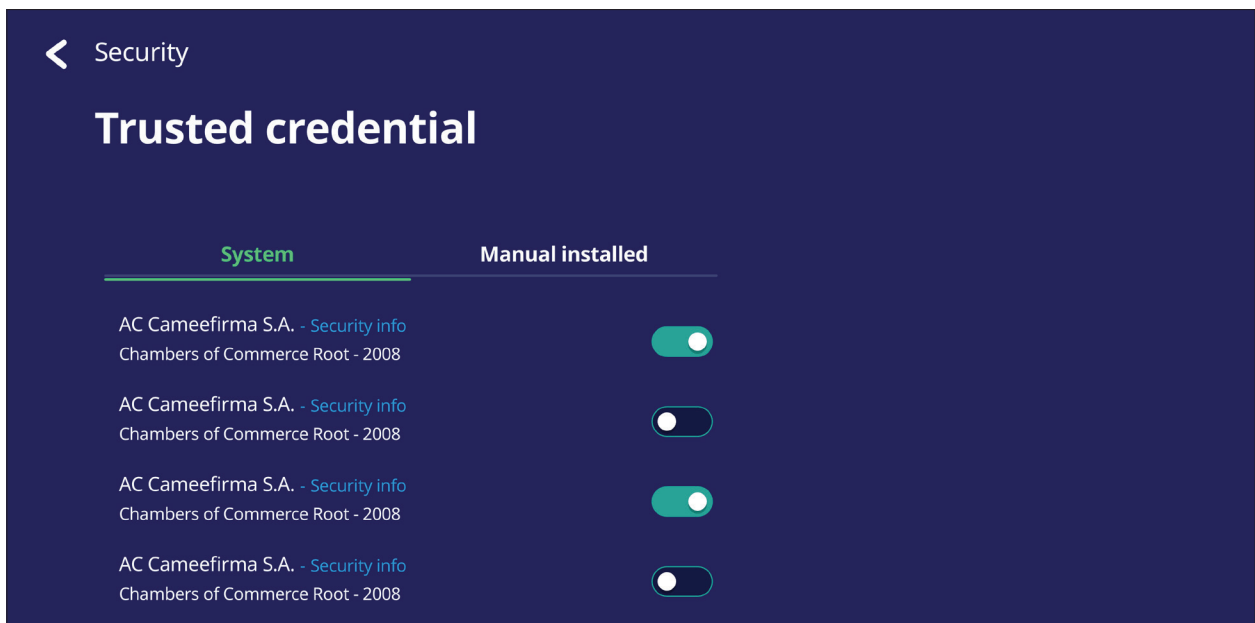 Security
Trusted credential
System Manual installed
AC Cameefirma S.A. - Security info
Chambers of Commerce Root - 2008
AC Cameefirma S.A. - Security info
Chambers of Commerce Root - 2008
AC Cameefirma S.A. - Security info
Chambers of Commerce Root - 2008
AC Cameefirma S.A. - Security info
Chambers of Commerce Root - 2008